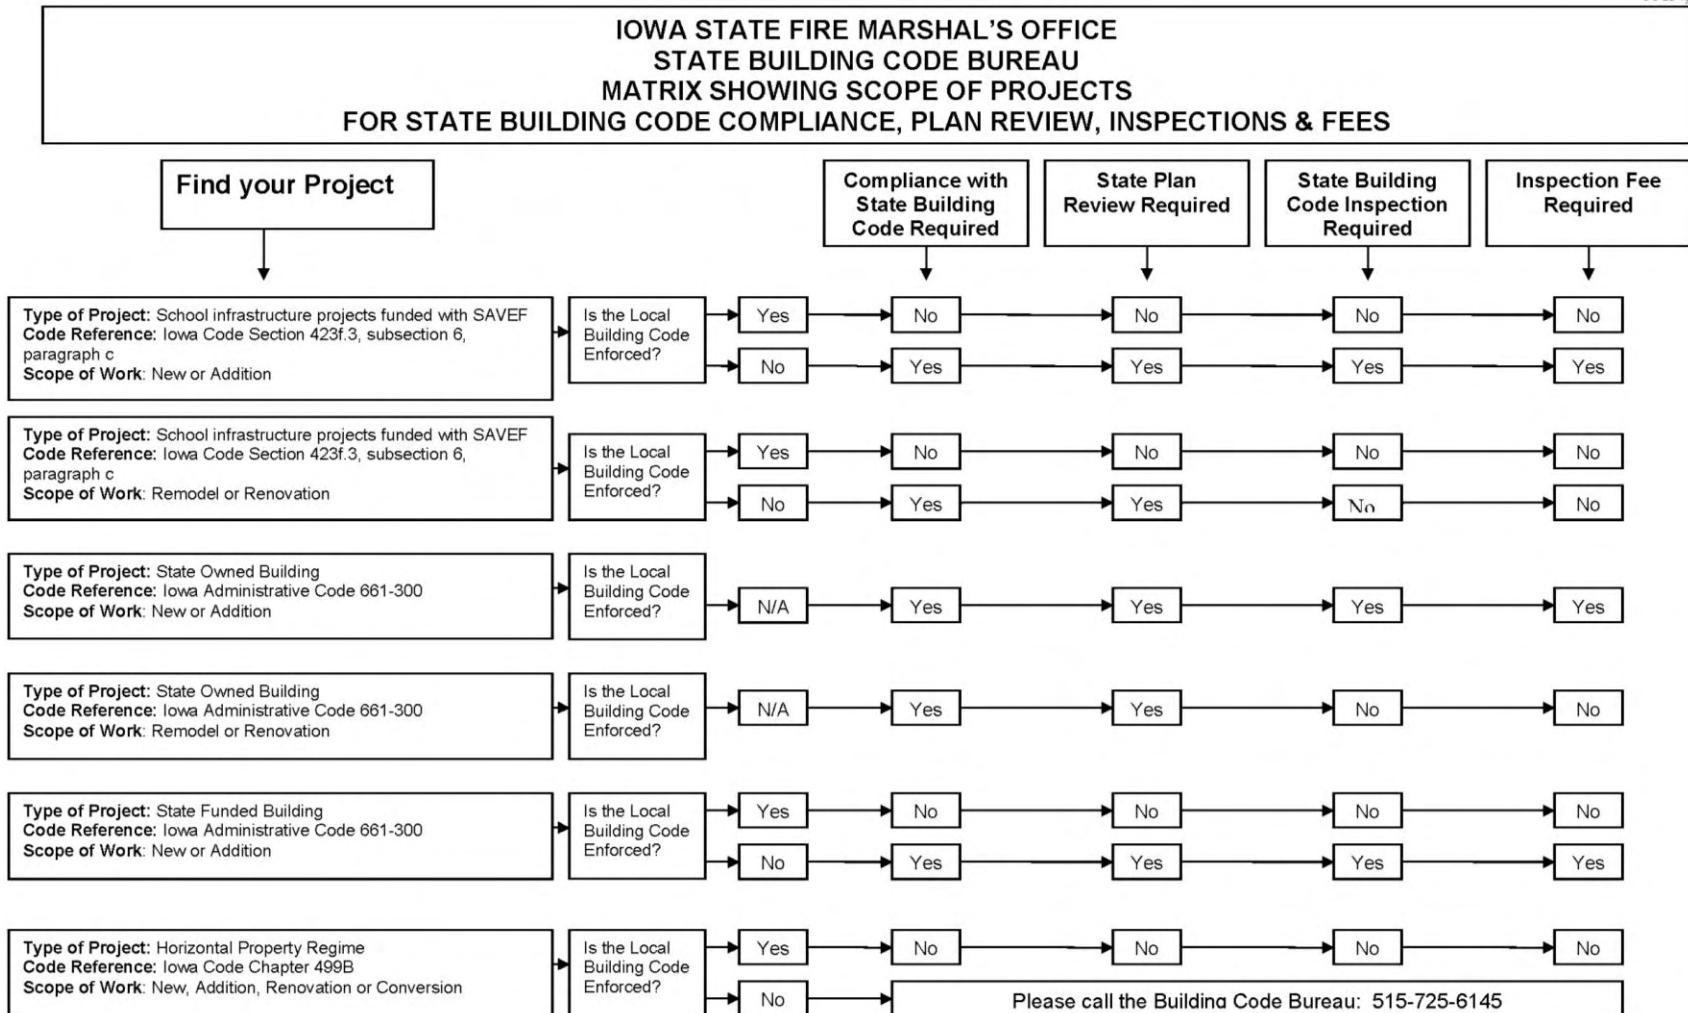 IOWA STATE FIRE MARSHAL'S OFFICE
STATE BUILDING CODE BUREAU
MATRIX SHOWING SCOPE OF PROJECTS
FOR STATE BUILDING CODE COMPLIANCE, PLAN REVIEW, INSPECTIONS & FEES
Find your Project
Compliance with
State Building
Code Required
State Plan
Review Required
State Building
Code Inspection
Required
Inspection Fee
Required
Type of Project: School infrastructure projects funded with SAVEF
Code Reference: Iowa Code Section 423f.3, subsection 6,
paragraph c
Scope of Work: New or Addition
Is the Local
Building Code
Enforced?
Yes No No No No
No Yes Yes Yes Yes
Type of Project: School infrastructure projects funded with SAVEF
Code Reference: Iowa Code Section 423f.3, subsection 6,
paragraph c
Scope of Work: Remodel or Renovation
Is the Local
Building Code
Enforced?
Yes No No No No
No Yes Yes No No
Type of Project: State Owned Building
Code Reference: Iowa Administrative Code 661-300
Scope of Work: New or Addition
Is the Local
Building Code
Enforced?
N/A Yes Yes Yes Yes
Type of Project: State Owned Building
Code Reference: Iowa Administrative Code 661-300
Scope of Work: Remodel or Renovation
Is the Local
Building Code
Enforced?
N/A Yes Yes No No
Type of Project: State Funded Building
Code Reference: Iowa Administrative Code 661-300
Scope of Work: New or Addition
Is the Local
Building Code
Enforced?
Yes No No No No
No Yes Yes Yes Yes
Type of Project: Horizontal Property Regime
Code Reference: Iowa Code Chapter 499B
Scope of Work: New, Addition, Renovation or Conversion
Is the Local
Building Code
Enforced?
Yes No No No No
No Please call the Building Code Bureau: 515-725-6145